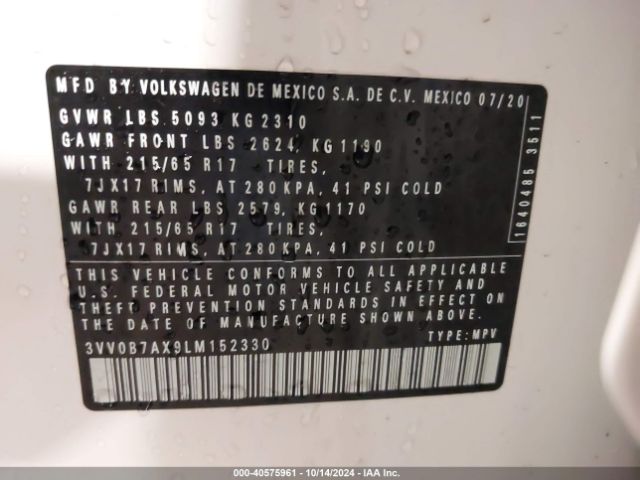 MFD BY VOLKSWAGEN DE MEXICO S.A. DE C.V. MEXICO 07/20
GVWR LBS 5093 KG 2310
GAWR FRONT LBS 2624, KG 1190
WITH 215/65 R17 TIRES,
7JX17 RIMS, AT 280 KPA, 41 PSI COLD
GAWR REAR LBS 2579, KG 1170
WITH 215/65 R17 TIRES,
7JX17 RIMS, AT 280 KPA, 41 PSI COLD
1640485 3511
THIS VEHICLE CONFORMS TO ALL APPLICABLE
U.S. FEDERAL MOTOR VEHICLE SAFETY AND
THEFT PREVENTION STANDARDS IN EFFECT ON
THE DATE OF MANUFACTURE SHOWN ABOVE.
3VV0B7AX9LM152330 TYPE: MPV
000-40575961 - 10/14/2024 - IAA Inc.